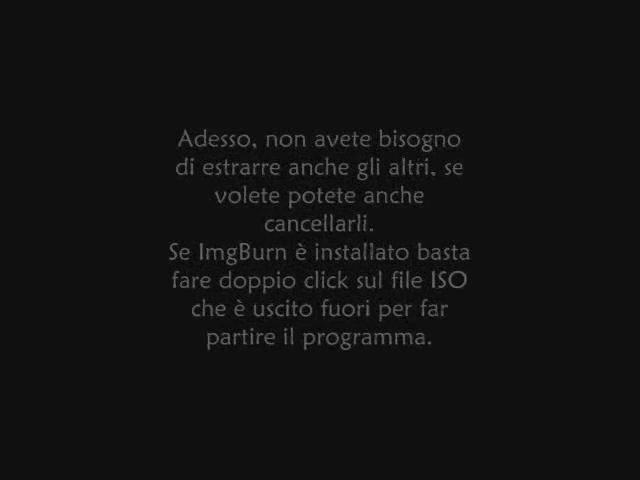 Adesso, non avete bisogno
di estrarre anche gli altri, se
volete potete anche
cancellarli.
Se ImgBurn è installato basta
fare doppio click sul file ISO
che è uscito fuori per far
partire il programma.